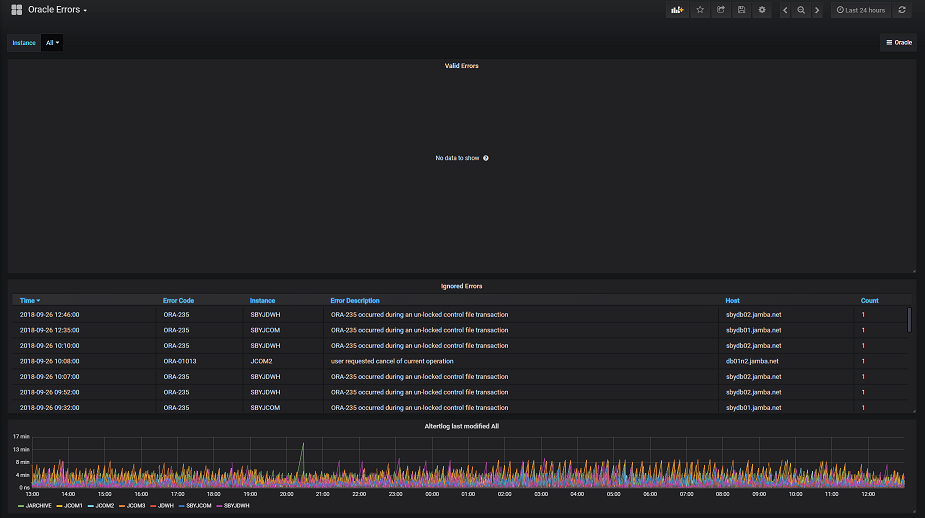 Oracle Errors
Last 24 hours
Instance All
Oracle
Valid Errors
No data to show
Ignored Errors
Time Error Code Instance Error Description Host Count
2018-09-26 12:46:00 ORA-235 SBYJDWH ORA-235 occurred during an un-locked control file transaction sbydb02.jamba.net 1
2018-09-26 12:35:00 ORA-235 SBYJCOM ORA-235 occurred during an un-locked control file transaction sbydb01.jamba.net 1
2018-09-26 10:10:00 ORA-235 SBYJDWH ORA-235 occurred during an un-locked control file transaction sbydb02.jamba.net 1
2018-09-26 10:08:00 ORA-01013 JCOM2 user requested cancel of current operation db01n2.jamba.net 1
2018-09-26 10:07:00 ORA-235 SBYJDWH ORA-235 occurred during an un-locked control file transaction sbydb02.jamba.net 1
2018-09-26 09:52:00 ORA-235 SBYJDWH ORA-235 occurred during an un-locked control file transaction sbydb02.jamba.net 1
2018-09-26 09:32:00 ORA-235 SBYJCOM ORA-235 occurred during an un-locked control file transaction sbydb01.jamba.net 1
Altertlog last modified All
17 min
13 min
8 min
4 min
0 ms
13:00 14:00 15:00 16:00 17:00 18:00 19:00 20:00 21:00 22:00 23:00 00:00 01:00 02:00 03:00 04:00 05:00 06:00 07:00 08:00 09:00 10:00 11:00 12:00
JARCHIVE JCOM1 JCOM2 JCOM3 JDWH SBYJCOM SBYJDWH